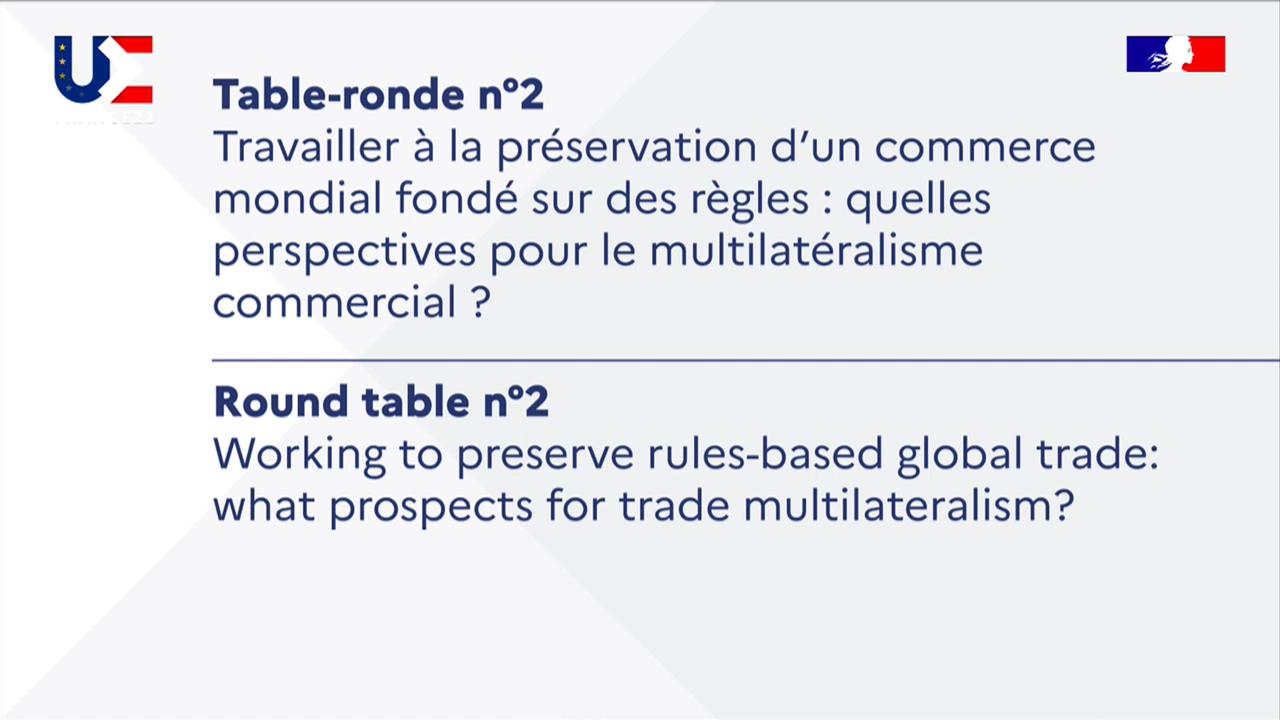 UE
Table-ronde n°2
Travailler à la préservation d’un commerce
mondial fondé sur des règles : quelles
perspectives pour le multilatéralisme
commercial ?
Round table n°2
Working to preserve rules-based global trade:
what prospects for trade multilateralism?